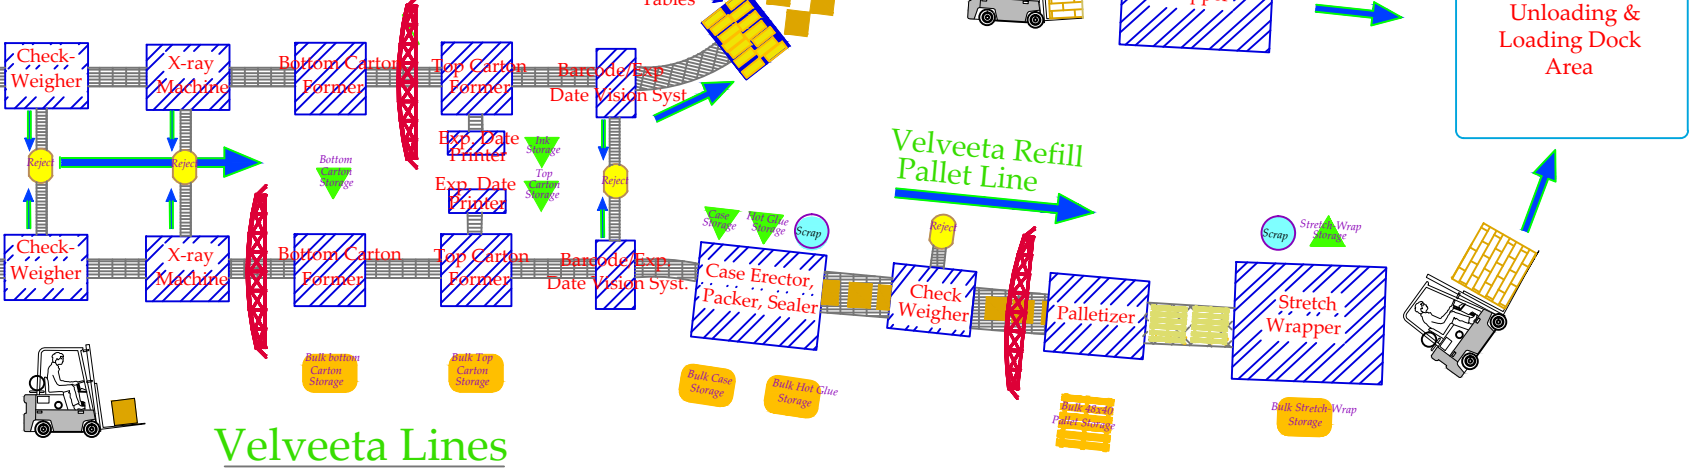 Tables
Unloading &
Loading Dock
Area
Check-
Weigher
X-ray
Machine
Bottom Carton
Former
Top Carton
Former
Barcode/Exp
Date Vision Syst.
Exp. Date
Printer
Ink
Storage
Reject
Reject
Bottom
Carton
Storage
Top
Carton
Storage
Reject
Exp. Date
Printer
Velveeta Refill
Pallet Line
Check-
Weigher
X-ray
Machine
Bottom Carton
Former
Top Carton
Former
Barcode/Exp.
Date Vision Syst.
Case
Storage
Hot Glue
Storage
Scrap
Reject
Scrap
Stretch-Wrap
Storage
Case Erector,
Packer, Sealer
Check
Weigher
Palletizer
Stretch
Wrapper
Bulk bottom
Carton
Storage
Bulk Top
Carton
Storage
Bulk Case
Storage
Bulk Hot Glue
Storage
Bulk 48x40
Pallet Storage
Bulk Stretch-Wrap
Storage
Velveeta Lines